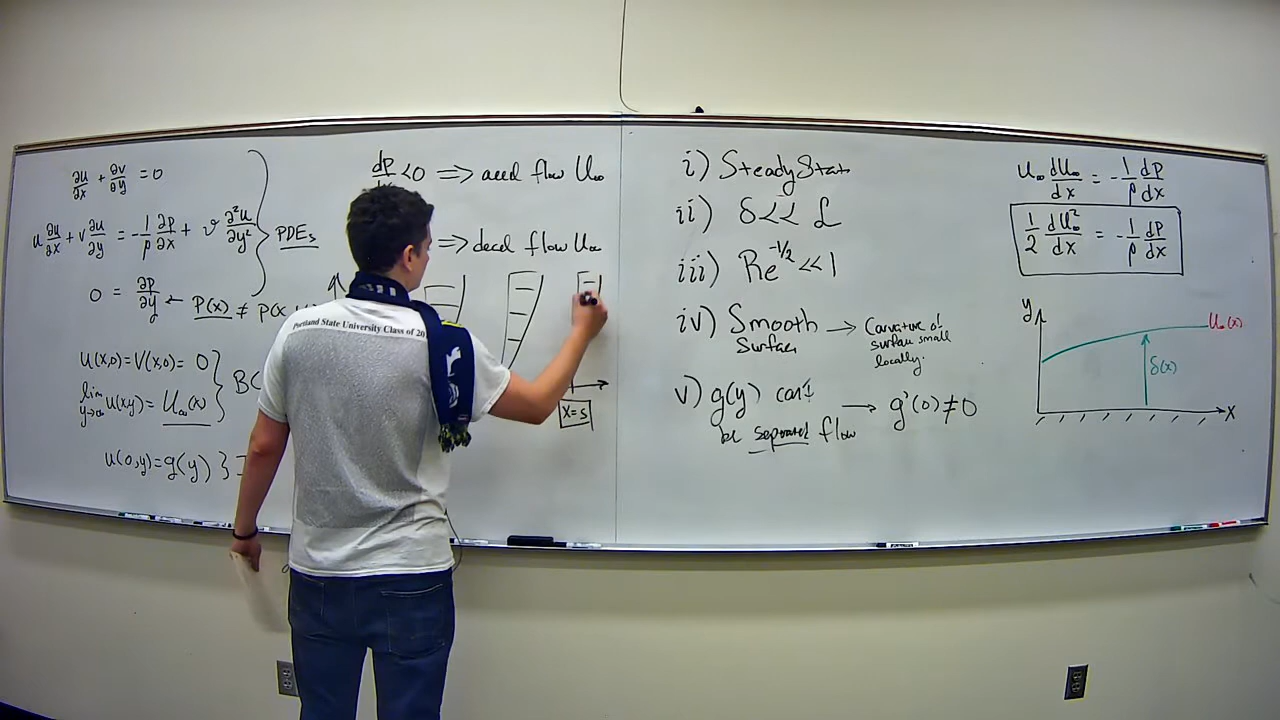 ∂u/∂x + ∂v/∂y = 0
u ∂u/∂x + v ∂u/∂y = -1/ρ ∂P/∂x + ν ∂²u/∂y² } PDEs
0 = ∂P/∂y ← P(x) ≠ P(x,
u(x,0) = V(x,0) = 0
lim y→∞ u(x,y) = U∞(x) } BC
u(0,y) = g(y) }
dP/ <0 ⇒ accel flow U∞
⇒ decel flow U∞
x=s
Portland State University Class of 20
i) Steady State
ii) δ << L
iii) Re^-1/2 << 1
iv) Smooth Surface → Curvature of
surface small
locally.
v) g(y) can't → g'(0) ≠ 0
be separated flow
U∞ dU∞/dx = -1/ρ dP/dx
1/2 dU∞²/dx = -1/ρ dP/dx
y
U∞(x)
δ(x)
x